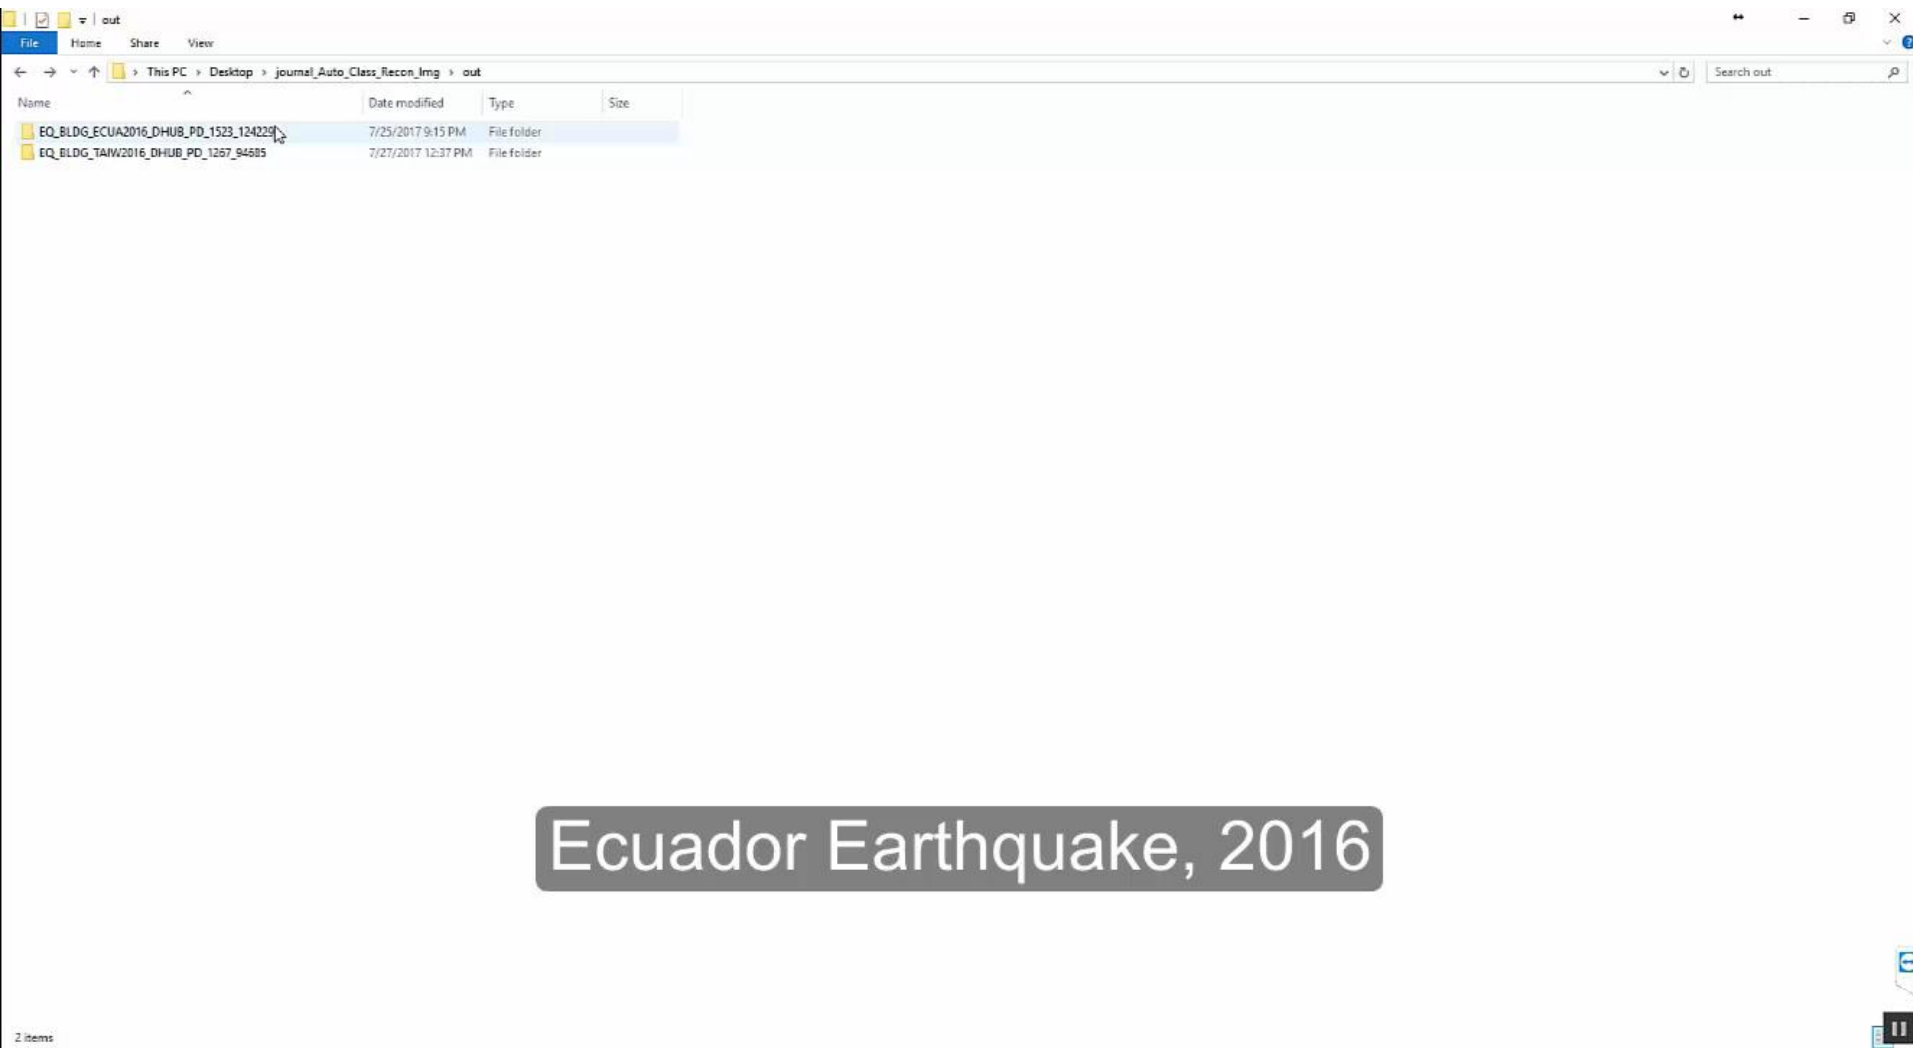 out
File Home Share View
This PC > Desktop > journal_Auto_Class_Recon_Img > out
Search out
Name Date modified Type Size
EQ_BLDG_ECUA2016_DHUB_PD_1523_124229 7/25/2017 9:15 PM File folder
EQ_BLDG_TAIW2016_DHUB_PD_1267_94685 7/27/2017 12:37 PM File folder
Ecuador Earthquake, 2016
2 items